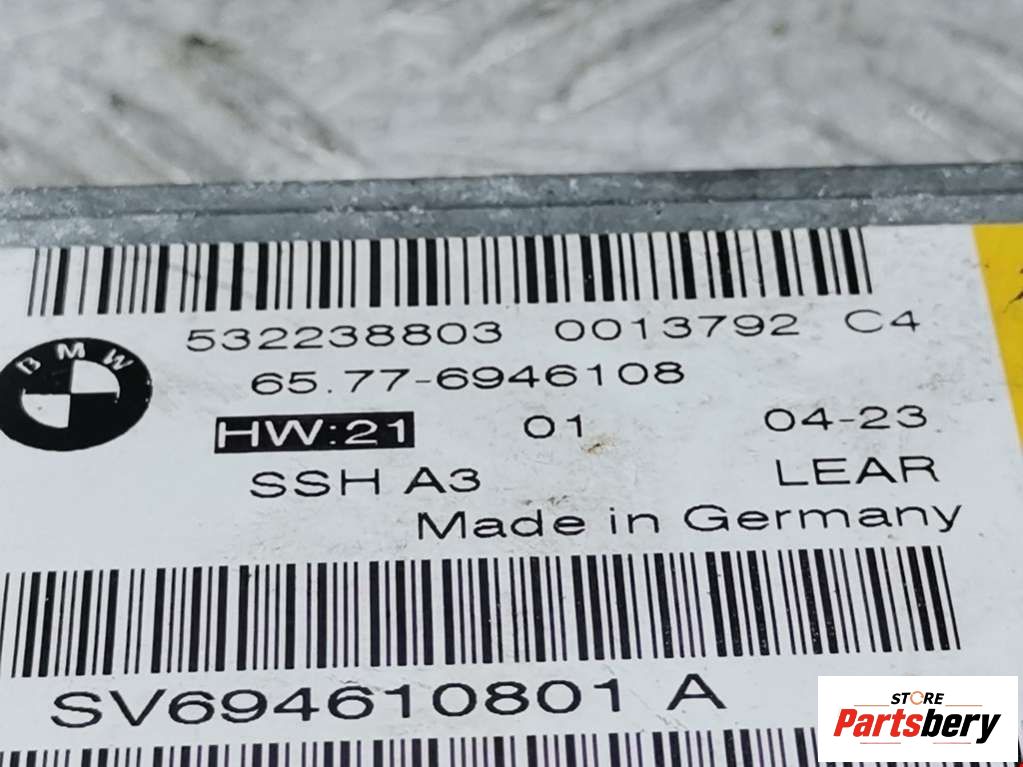 532238803 0013792 C4
BMW
65.77-6946108
HW:21 01 04-23
SSH A3 LEAR
Made in Germany
SV694610801 A
STORE
Partsbery